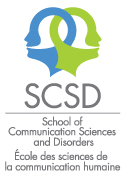 SCSD
School of
Communication Sciences
and Disorders
École des sciences de
la communication humaine